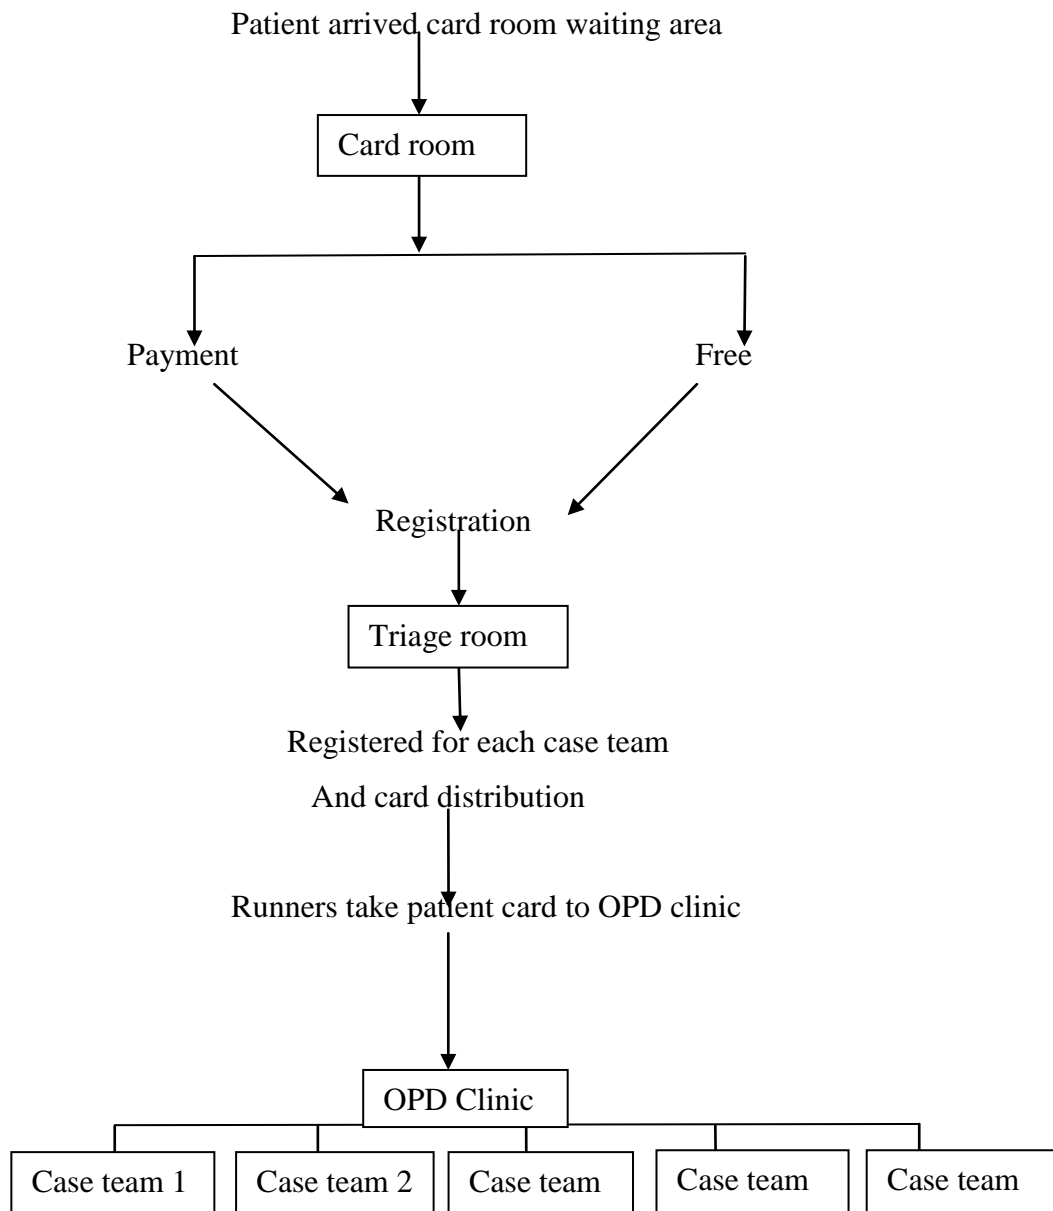 Patient arrived card room waiting area
Card room
Payment
Free
Registration
Triage room
Registered for each case team
And card distribution
Runners take patient card to OPD clinic
OPD Clinic
Case team 1
Case team 2
Case team
Case team
Case team